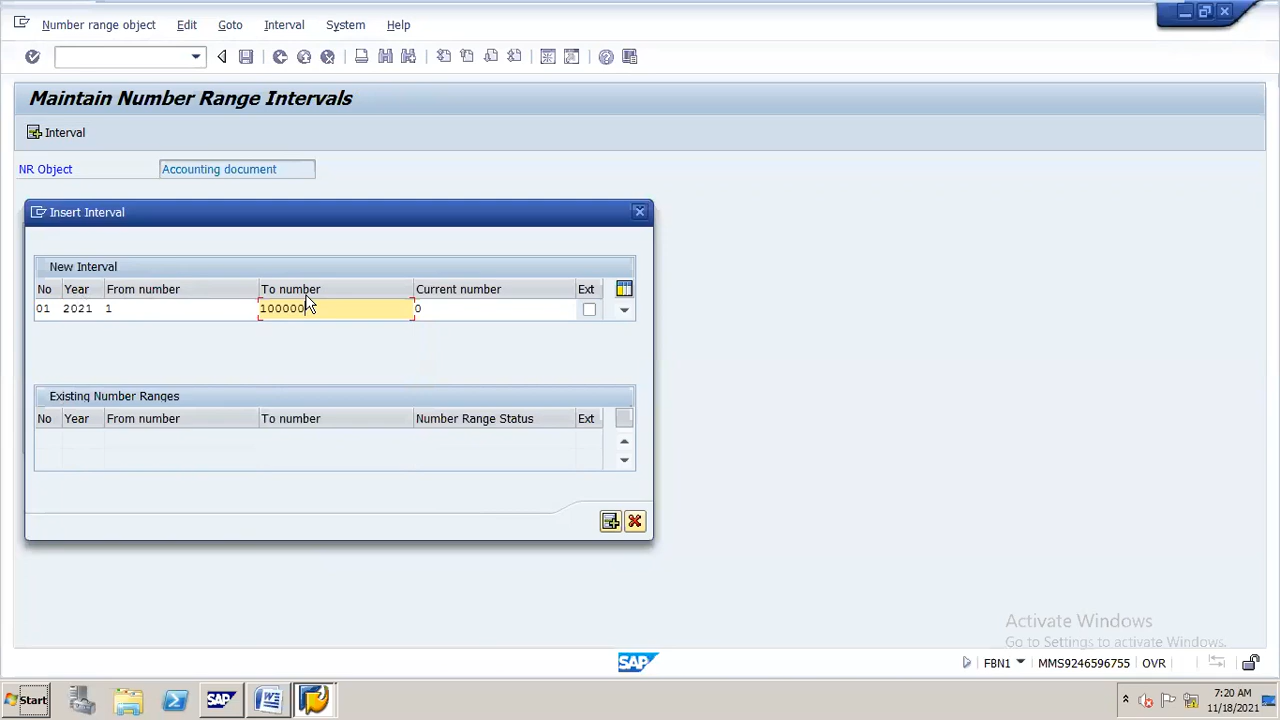 Number range object Edit Goto Interval System Help
Maintain Number Range Intervals
Interval
NR Object Accounting document
Insert Interval
New Interval
No Year From number To number Current number Ext
01 2021 1 100000 0
Existing Number Ranges
No Year From number To number Number Range Status Ext
Activate Windows
Go to Settings to activate Windows.
SAP
FBN1 MMS9246596755 OVR
Start SAP 7:20 AM
11/18/2021